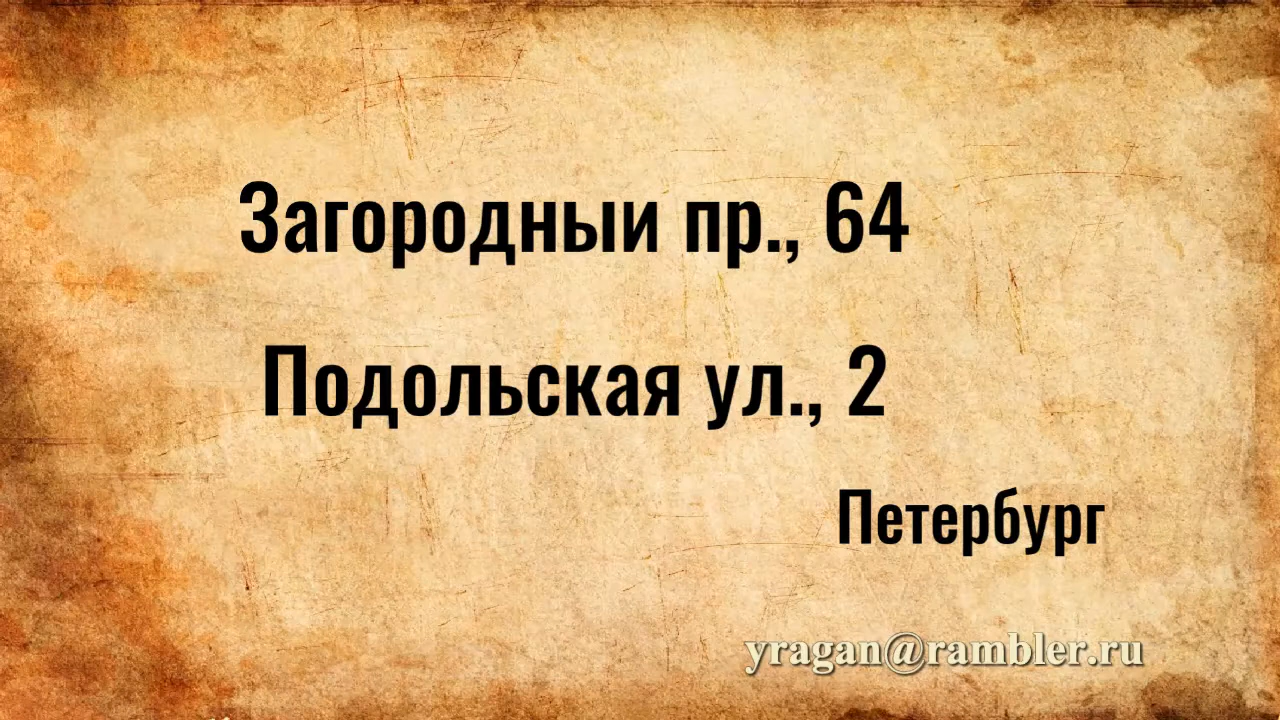 Загородныи пр., 64
Подольская ул., 2
Петербург
yragan@rambler.ru